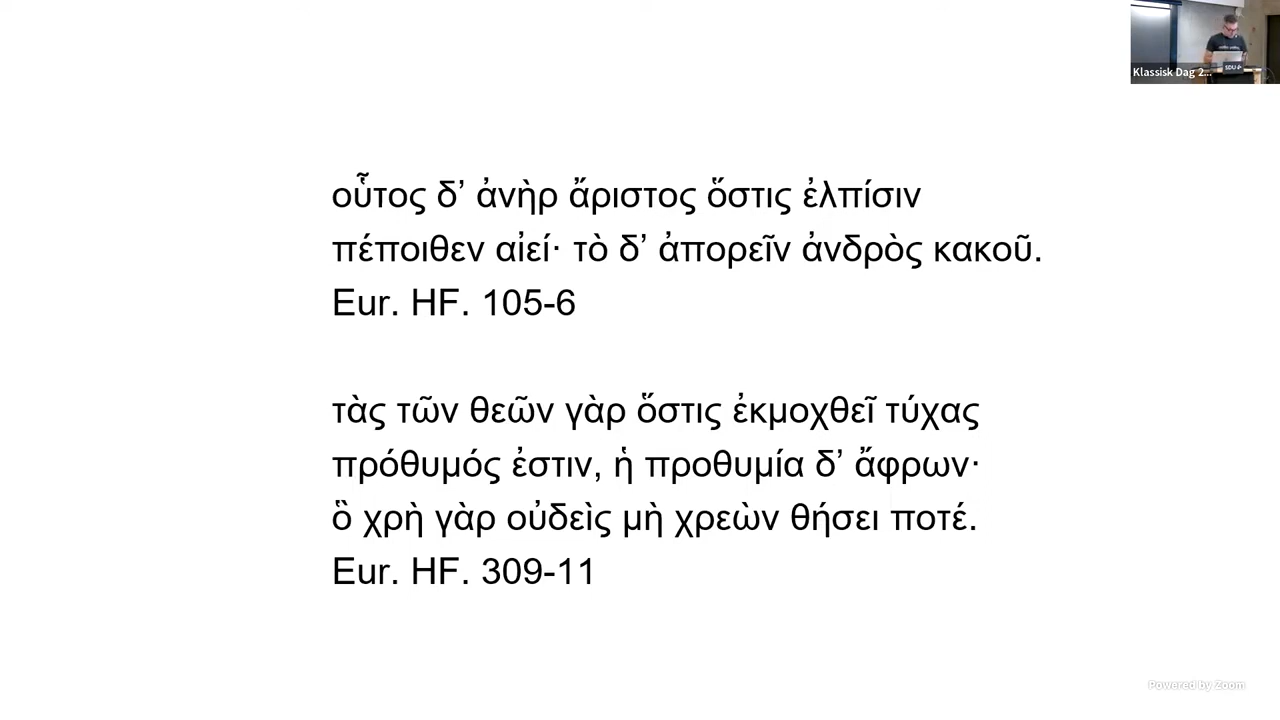 Klassisk Dag 2...
SDU
οὗτος δ’ ἀνὴρ ἄριστος ὅστις ἐλπίσιν
πέποιθεν αἰεί· τὸ δ’ ἀπορεῖν ἀνδρὸς κακοῦ.
Eur. HF. 105-6
τὰς τῶν θεῶν γὰρ ὅστις ἐκμοχθεῖ τύχας
πρόθυμός ἐστιν, ἡ προθυμία δ’ ἄφρων·
ὃ χρὴ γὰρ οὐδεὶς μὴ χρεὼν θήσει ποτέ.
Eur. HF. 309-11
Powered by Zoom